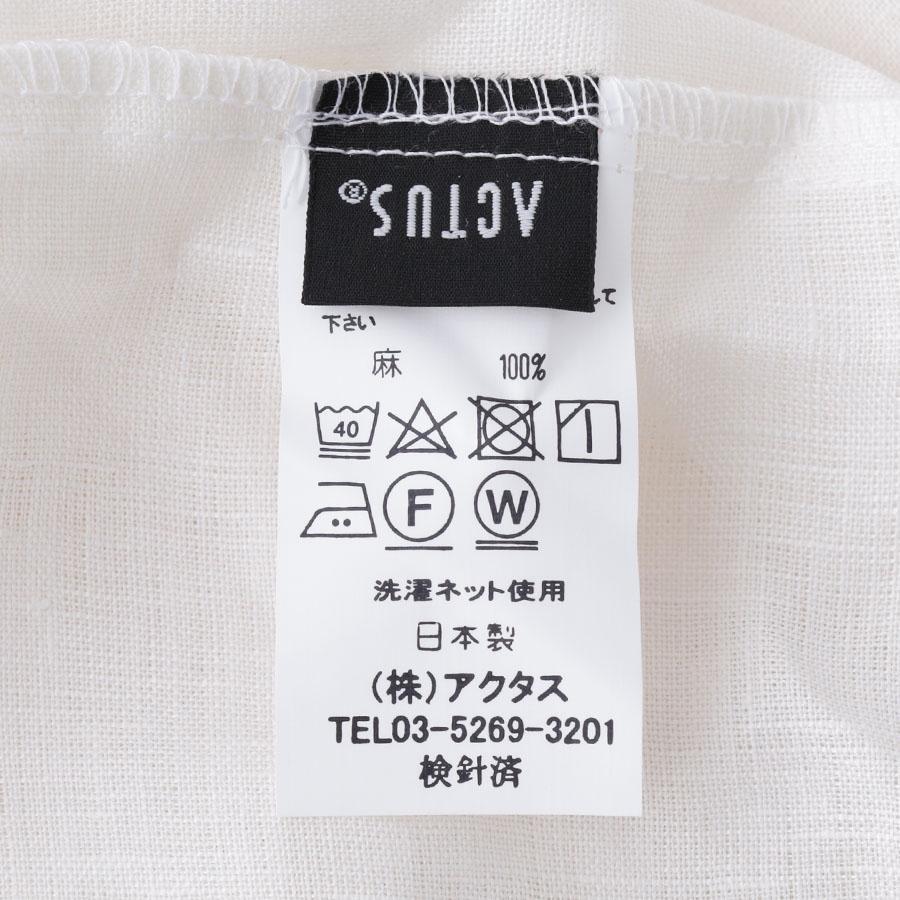 ACTUS®
て
下さい
麻 100%
40
F W
洗濯ネット使用
日本製
(株)アクタス
TEL03-5269-3201
検針済